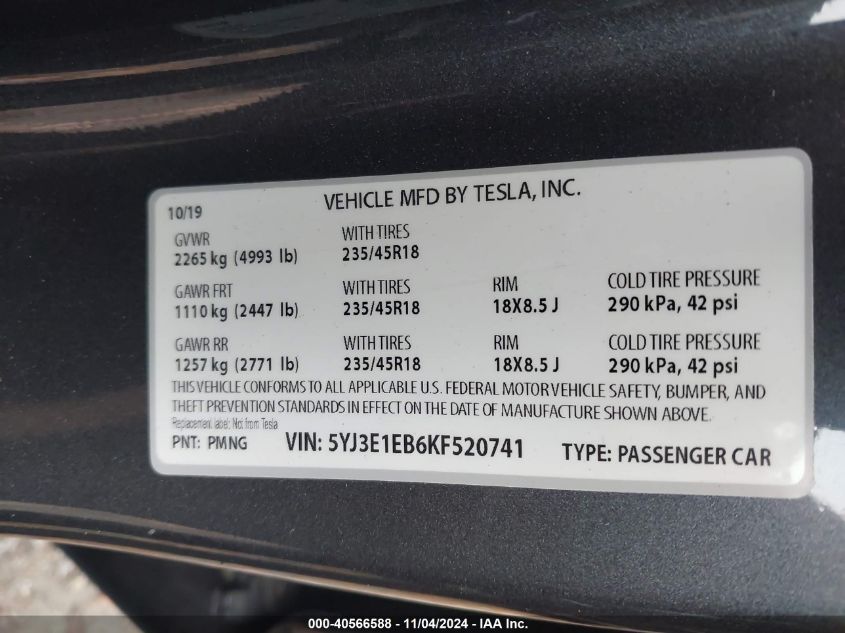 10/19 VEHICLE MFD BY TESLA, INC.
GVWR WITH TIRES
2265 kg (4993 lb) 235/45R18
GAWR FRT WITH TIRES RIM COLD TIRE PRESSURE
1110 kg (2447 lb) 235/45R18 18X8.5 J 290 kPa, 42 psi
GAWR RR WITH TIRES RIM COLD TIRE PRESSURE
1257 kg (2771 lb) 235/45R18 18X8.5 J 290 kPa, 42 psi
THIS VEHICLE CONFORMS TO ALL APPLICABLE U.S. FEDERAL MOTOR VEHICLE SAFETY, BUMPER, AND
THEFT PREVENTION STANDARDS IN EFFECT ON THE DATE OF MANUFACTURE SHOWN ABOVE.
Replacement label: Not from Tesla
PNT: PMNG VIN: 5YJ3E1EB6KF520741 TYPE: PASSENGER CAR
000-40566588 - 11/04/2024 - IAA Inc.